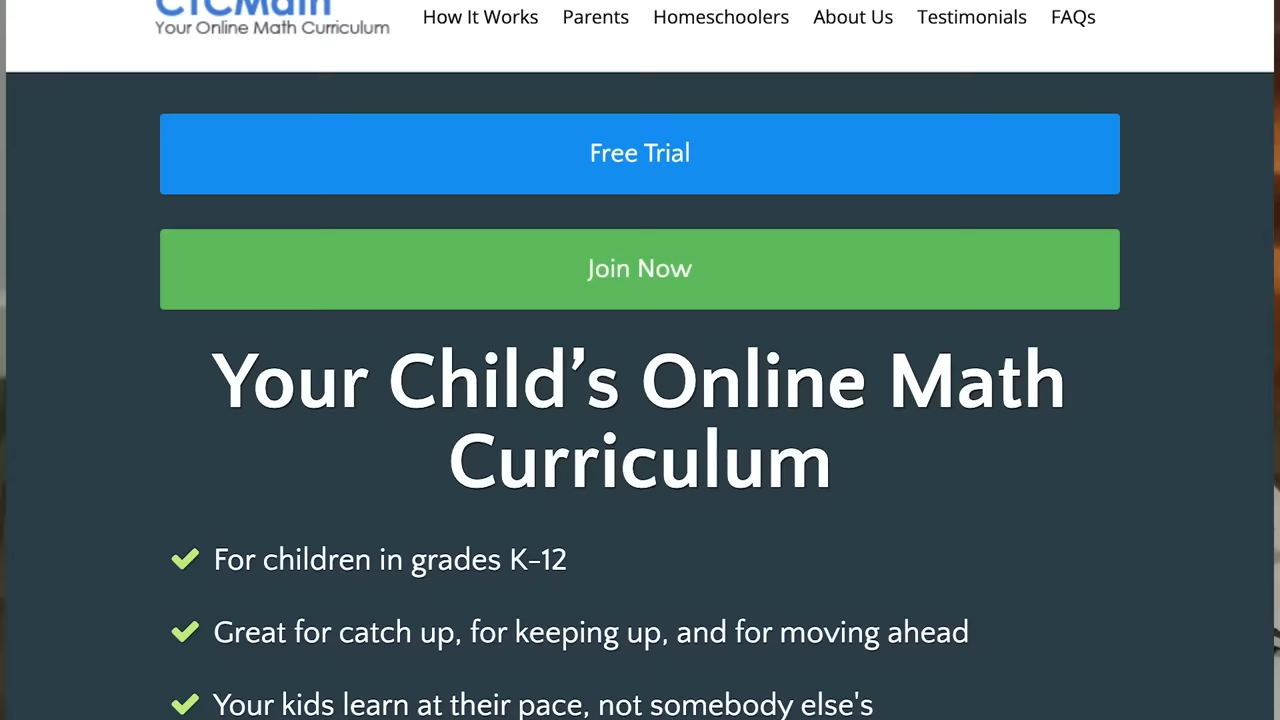 CTCMath
Your Online Math Curriculum
How It Works Parents Homeschoolers About Us Testimonials FAQs
Free Trial
Join Now
Your Child’s Online Math
Curriculum
For children in grades K–12
Great for catch up, for keeping up, and for moving ahead
Your kids learn at their pace, not somebody else's